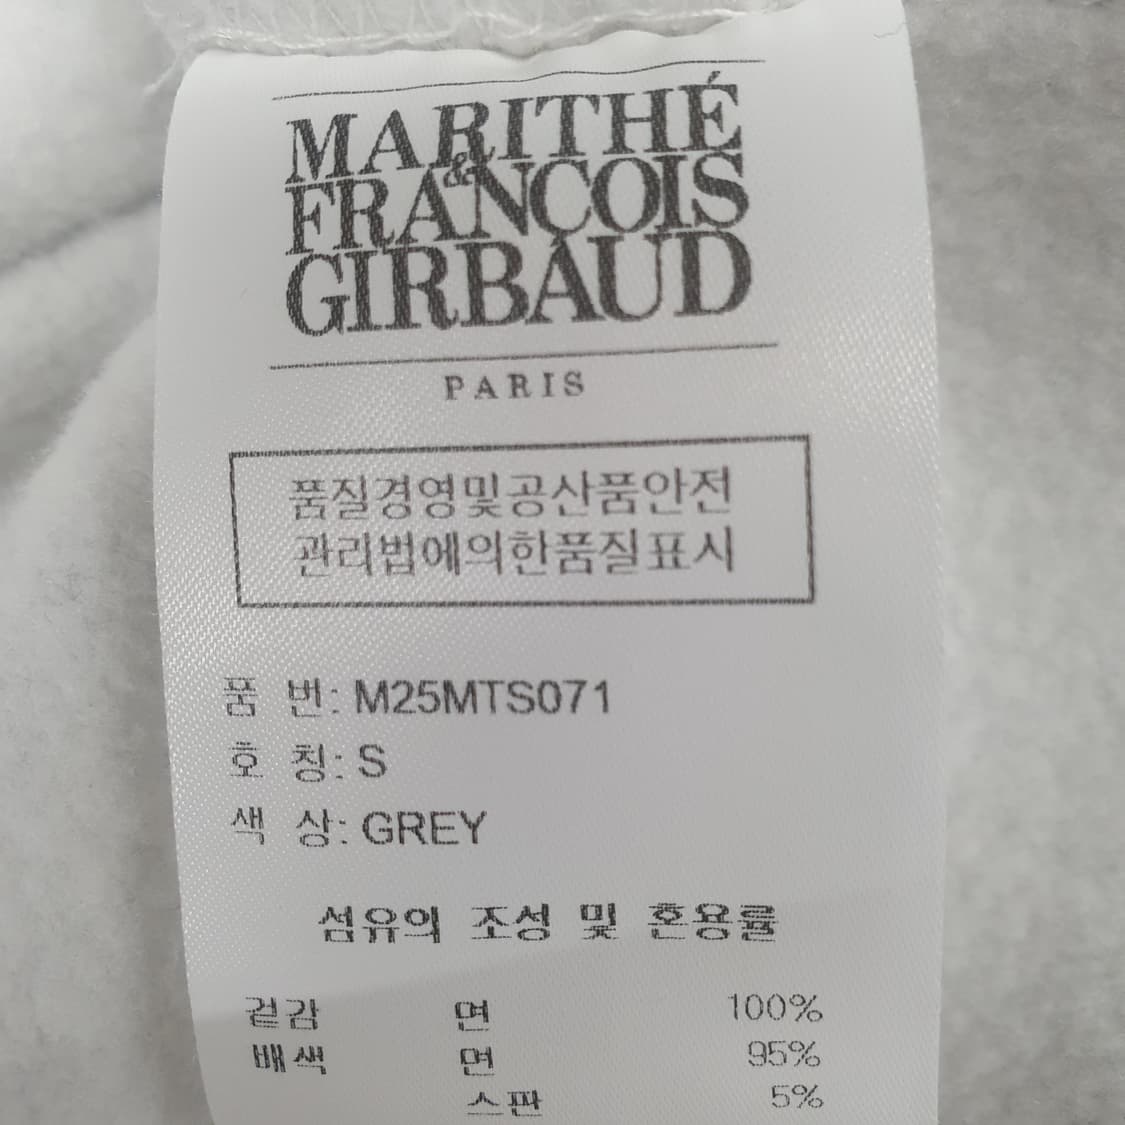 MARITHÉ
&
FRANCOIS
GIRBAUD
PARIS
품질경영및공산품안전
관리법에의한품질표시
품 번: M25MTS071
호 칭: S
색 상: GREY
섬유의 조성 및 혼용률
겉감 면 100%
배색 면 95%
스판 5%